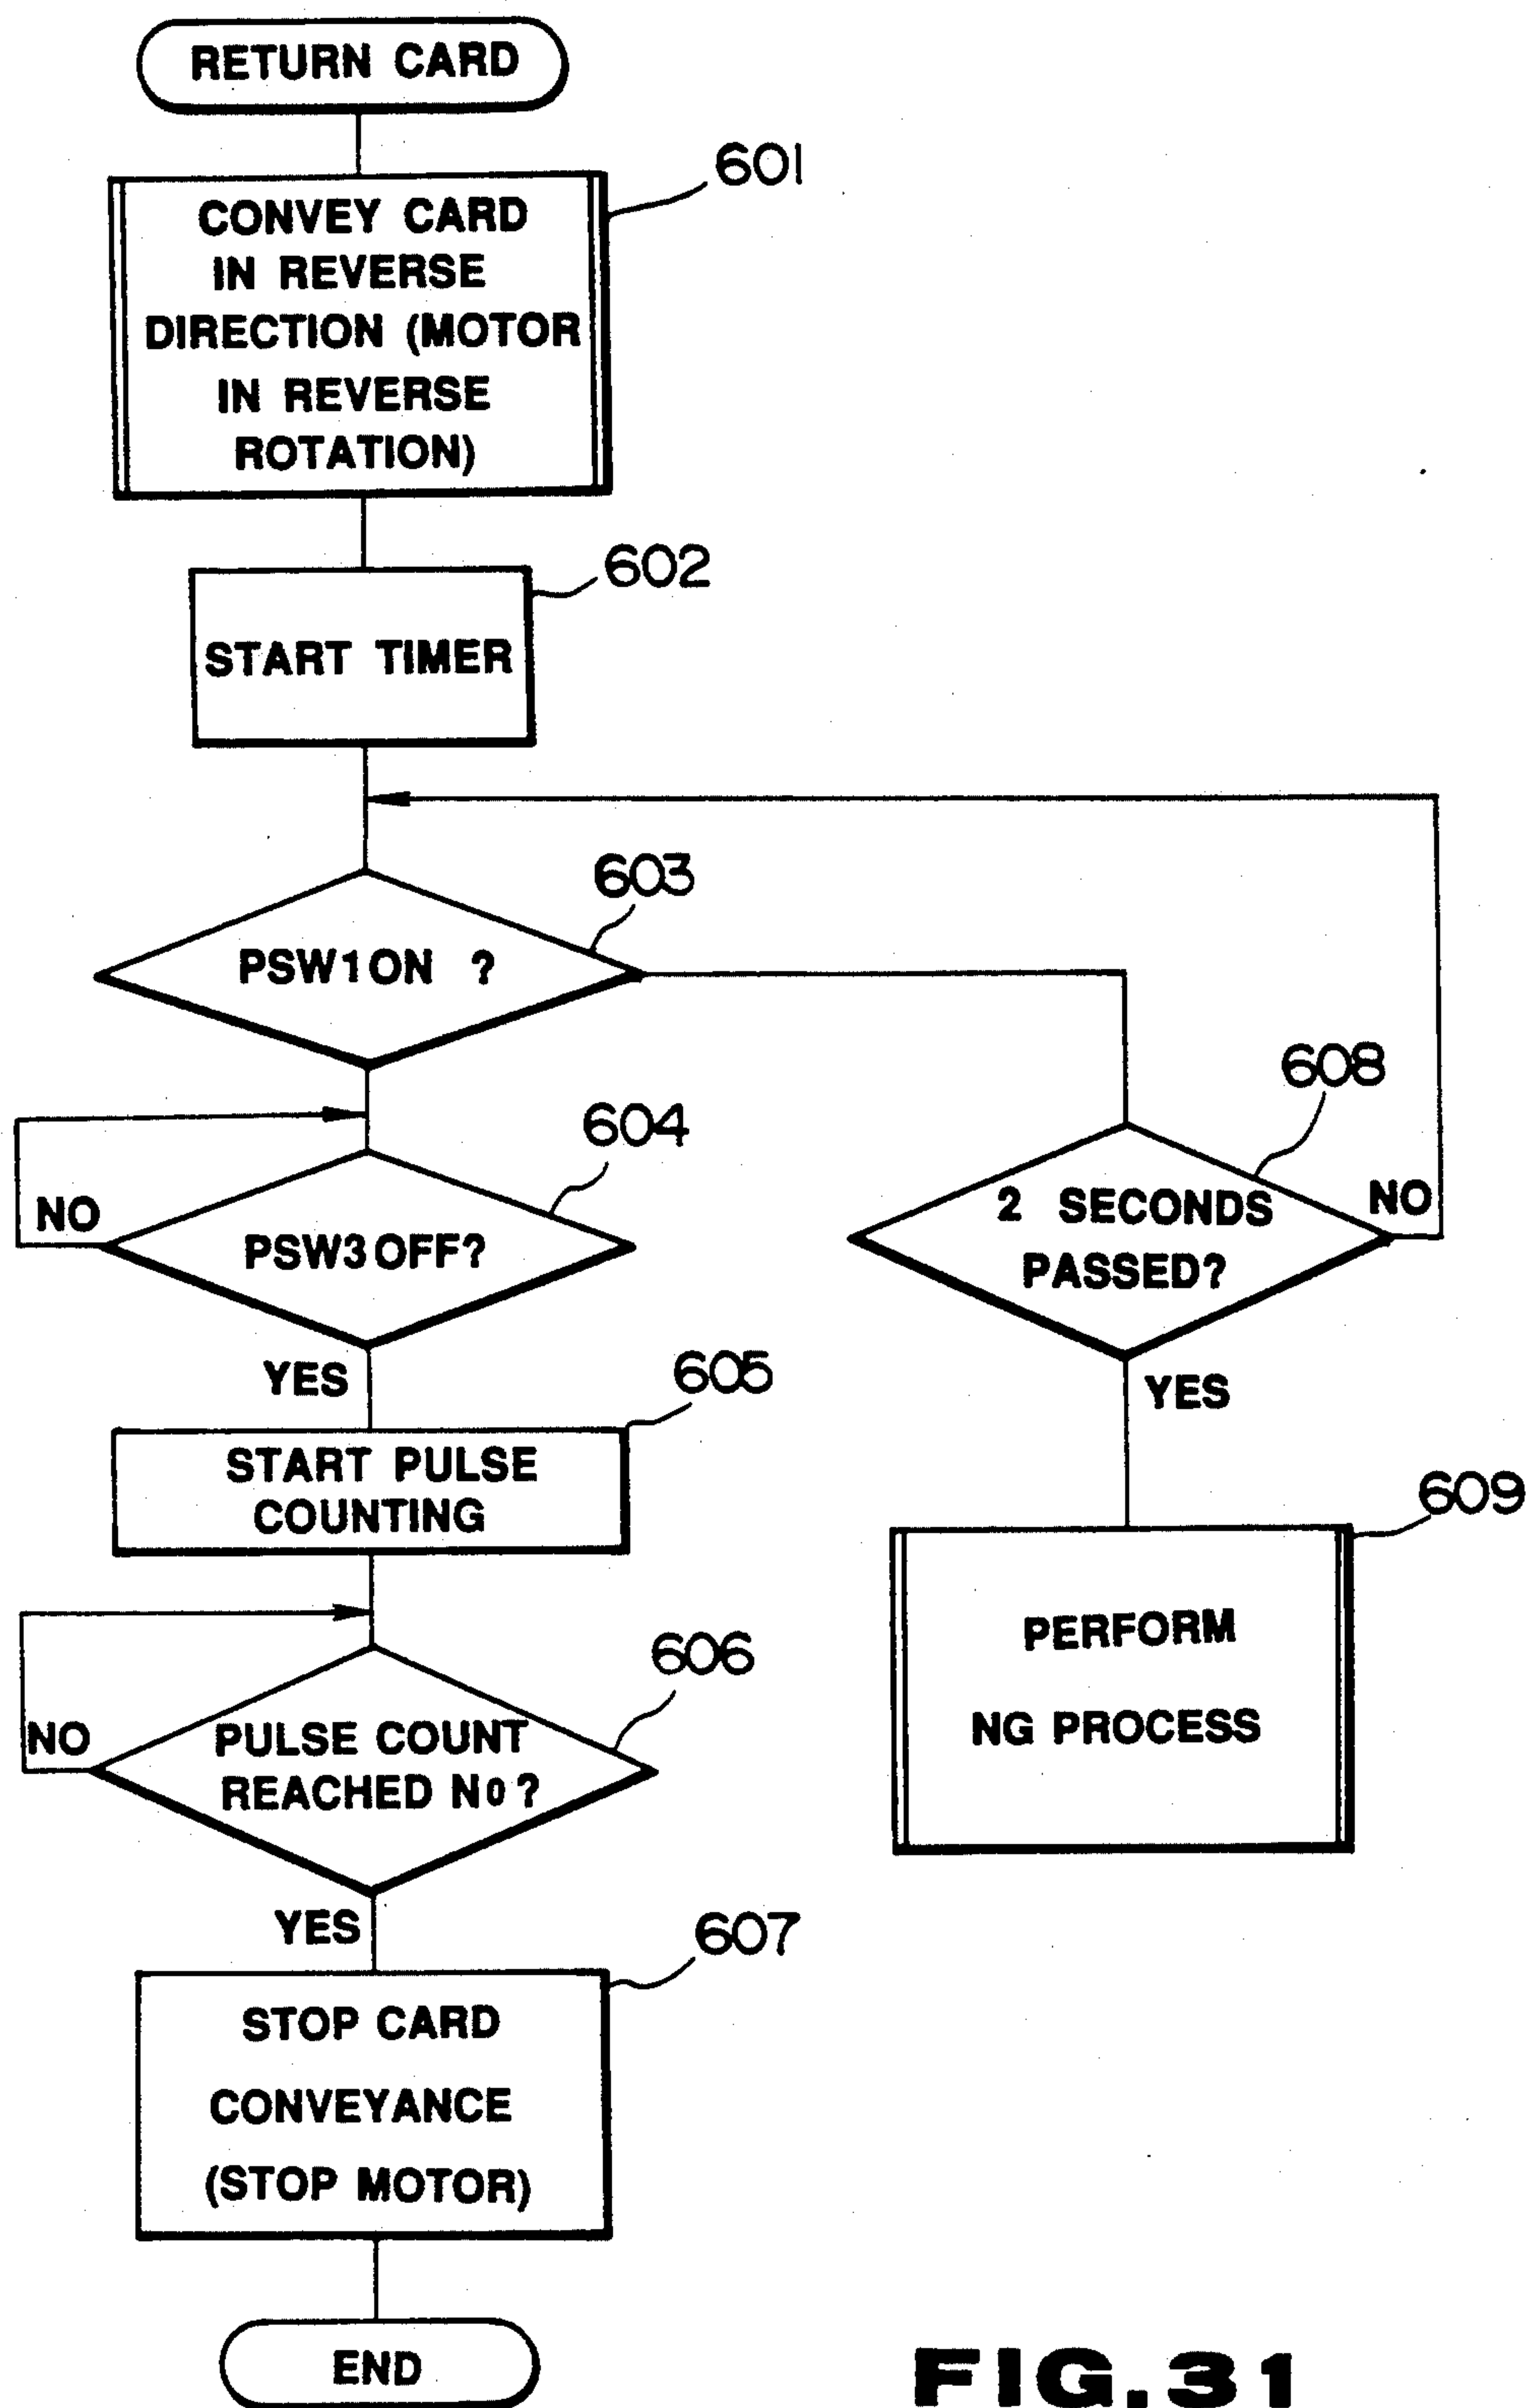 RETURN CARD
601
CONVEY CARD
IN REVERSE
DIRECTION (MOTOR
IN REVERSE
ROTATION)
602
START TIMER
603
PSW1 ON ?
608
604
NO
PSW3 OFF?
2 SECONDS
PASSED?
NO
YES
605
START PULSE
COUNTING
YES
609
PERFORM
NG PROCESS
606
NO
PULSE COUNT
REACHED N0?
YES
607
STOP CARD
CONVEYANCE
(STOP MOTOR)
END
FIG.31